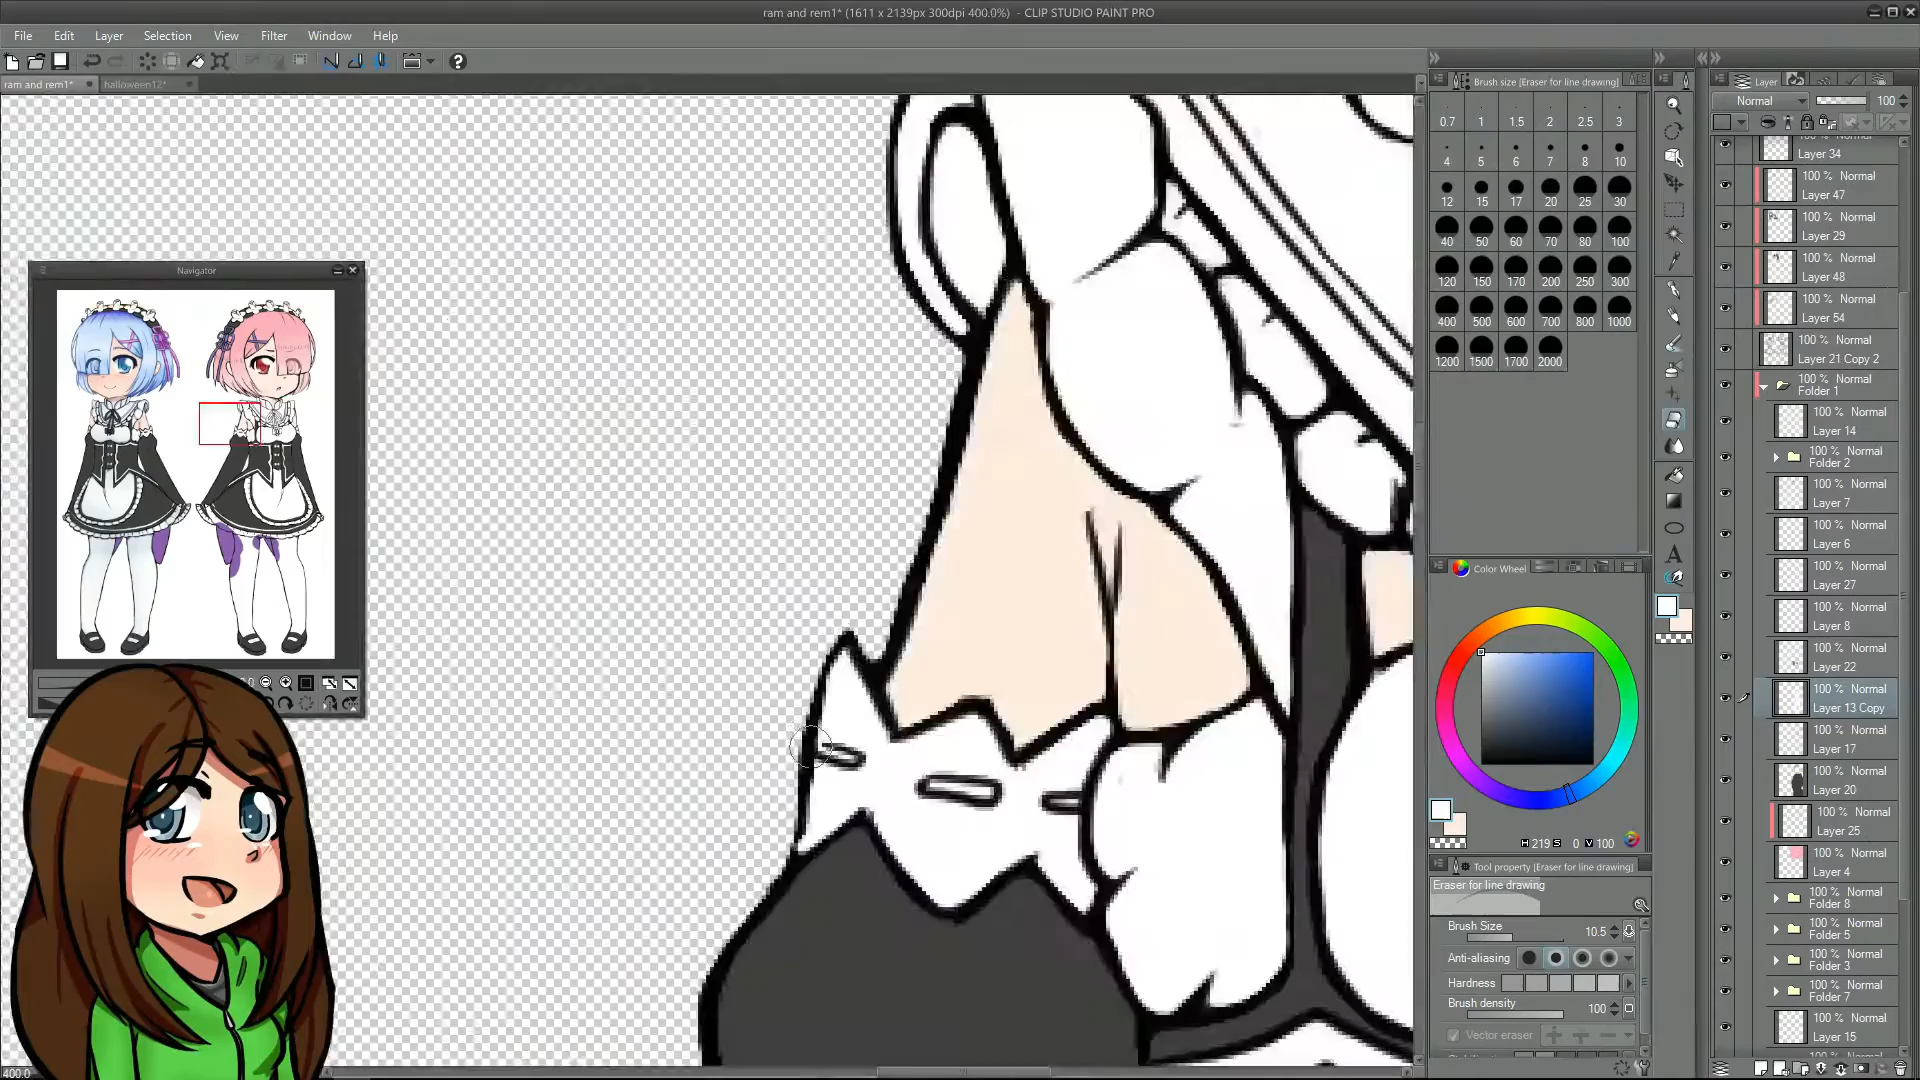 ram and rem1* (1611 x 2139px 300dpi 400.0%) - CLIP STUDIO PAINT PRO
File Edit Layer Selection View Filter Window Help
ram and rem1* halloween12*
Brush size [Eraser for line drawing]
0.7 1 1.5 2 2.5 3
4 5 6 7 8 10
12 15 17 20 25 30
40 50 60 70 80 100
120 150 170 200 250 300
400 500 600 700 800 1000
1200 1500 1700 2000
Navigator
Color Wheel
H 219 S 0 V 100
Tool property [Eraser for line drawing]
Eraser for line drawing
Brush Size 10.5
Anti-aliasing
Hardness
Brush density 100
Vector eraser
Layer
Normal 100
Layer 34
100 % Normal
Layer 47
100 % Normal
Layer 29
100 % Normal
Layer 48
100 % Normal
Layer 54
100 % Normal
Layer 21 Copy 2
100 % Normal
Folder 1
100 % Normal
Layer 14
100 % Normal
Folder 2
100 % Normal
Layer 7
100 % Normal
Layer 6
100 % Normal
Layer 27
100 % Normal
Layer 8
100 % Normal
Layer 22
100 % Normal
Layer 13 Copy
100 % Normal
Layer 17
100 % Normal
Layer 20
100 % Normal
Layer 25
100 % Normal
Layer 4
100 % Normal
Folder 8
100 % Normal
Folder 5
100 % Normal
Folder 3
100 % Normal
Folder 7
100 % Normal
Layer 15
400.0